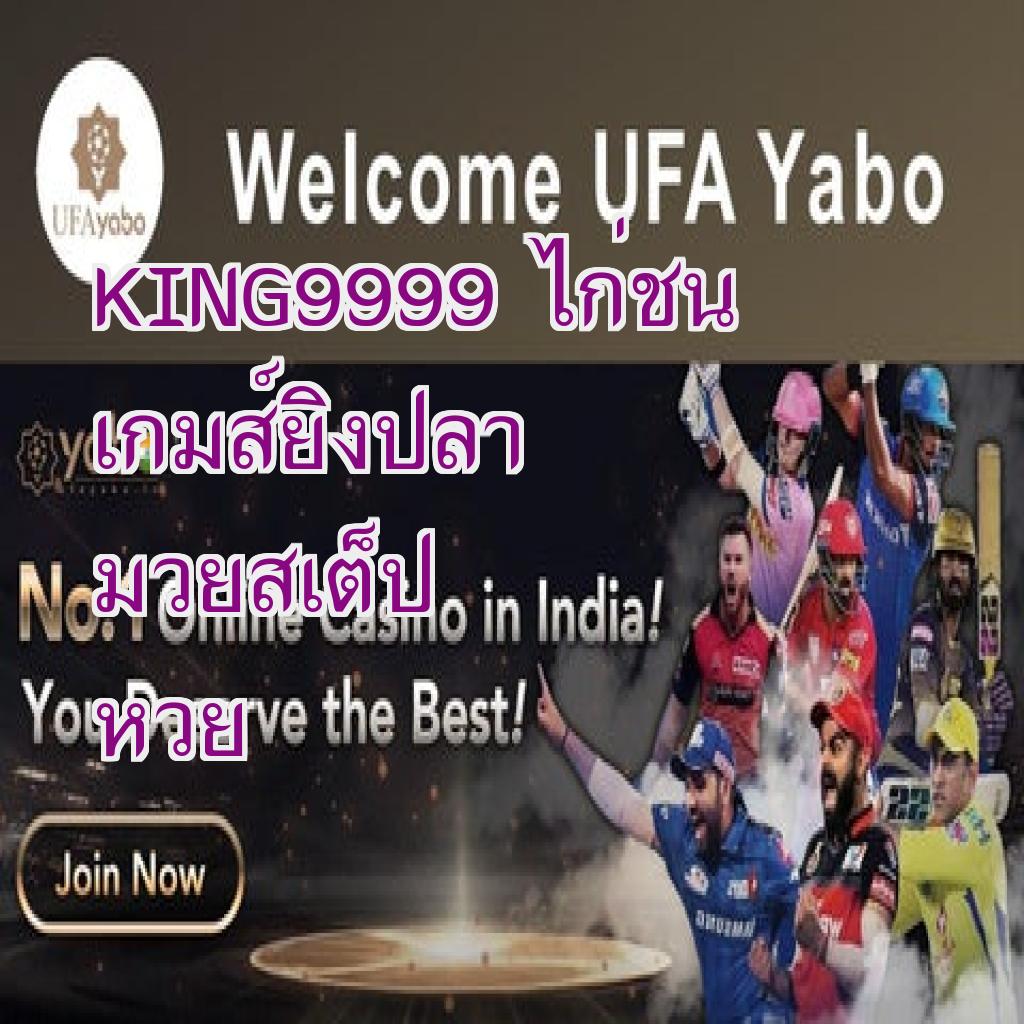 Welcome UFA Yabo
UFAyabo
KING9999 ไก่ชน
เกมส์ยิงปลา
มวยสเต็ป
No.1 Online Casino in India!
หวย
You Deserve the Best!
22
Join Now